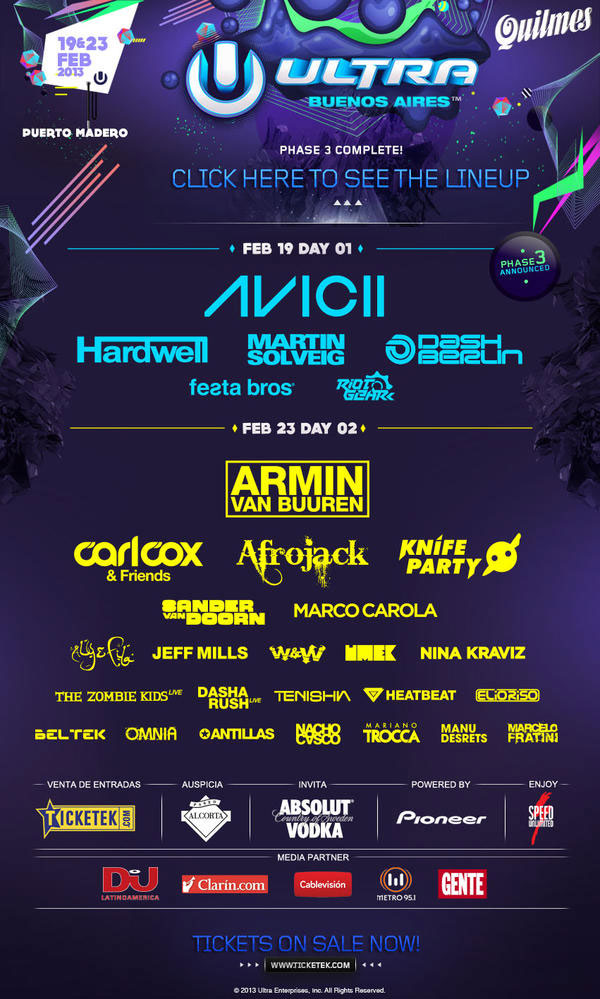 19&23
FEB
2013
PUERTO MADERO
Quilmes
ULTRA
BUENOS AIRES™
PHASE 3 COMPLETE!
CLICK HERE TO SEE THE LINEUP
PHASE 3
ANNOUNCED
FEB 19 DAY 01
AVICII
Hardwell
MARTIN
SOLVEIG
DASH
BERLIN
festa bros
RIOT
GEAR
FEB 23 DAY 02
ARMIN
VAN BUUREN
carl cox
& Friends
Afrojack
KNIFE
PARTY
SANDER
VAN DOORN
MARCO CAROLA
aly & fila
JEFF MILLS
W&W
UMEK
NINA KRAVIZ
THE ZOMBIE KIDS LIVE
DASHA
RUSH LIVE
TENISHIA
HEATBEAT
ELIORISO
BELTEK
OMNIA
ANTILLAS
NACHO
CVSCO
MARIANO
TROCCA
MANU
DESRETS
MARCELO
FRATINI
VENTA DE ENTRADAS
AUSPICIA
INVITA
POWERED BY
ENJOY
TICKETEK.COM
PASEO
ALCORTA
ABSOLUT
Country of Sweden
VODKA
Pioneer
SPEED
UNLIMITED
MEDIA PARTNER
DJ
LATINOAMERICA
Clarín.com
Cablevisión
METRO 95.1
GENTE
TICKETS ON SALE NOW!
WWW.TICKETEK.COM
© 2013 Ultra Enterprises, Inc. All Rights Reserved.